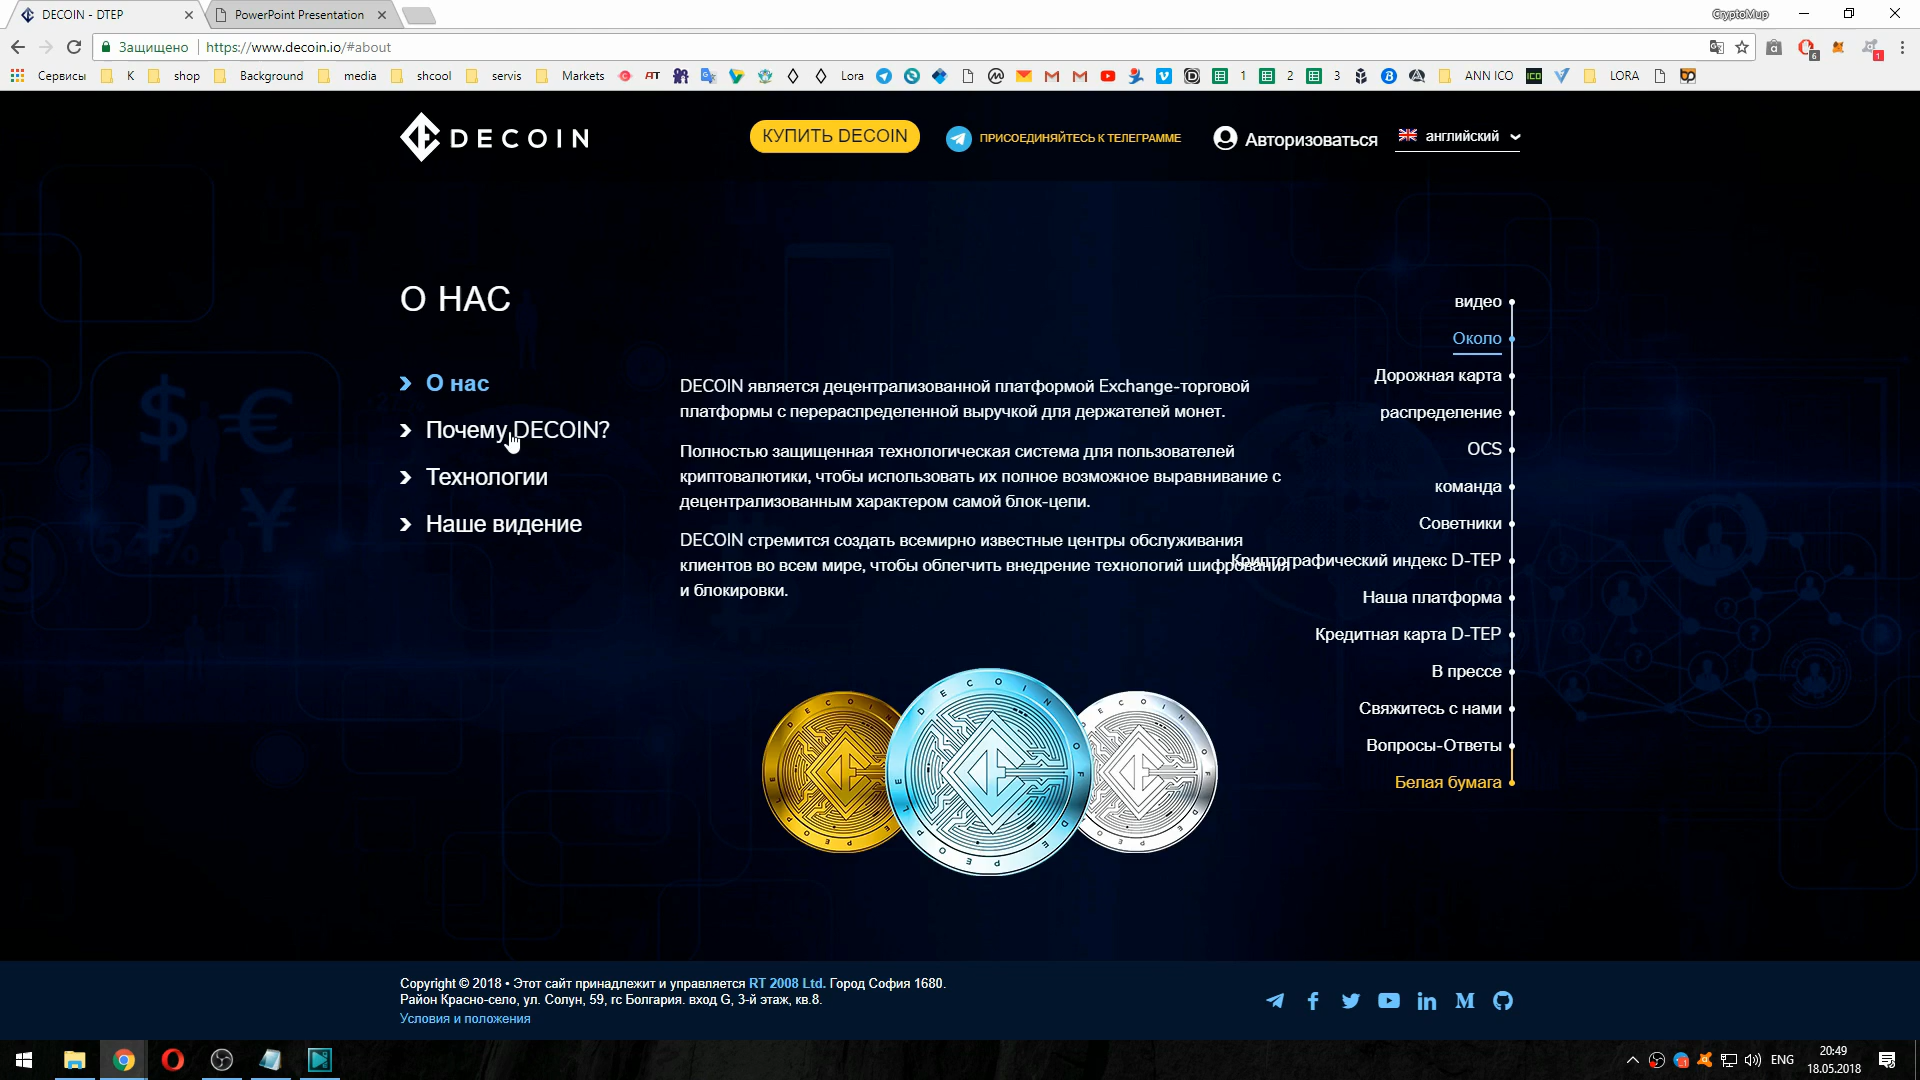 DECOIN - DTEP
PowerPoint Presentation
CryptoMup
Защищено
https://www.decoin.io/#about
Сервисы K shop Background media shcool servis Markets Lora 1 2 3 ANN ICO LORA
DECOIN
КУПИТЬ DECOIN
ПРИСОЕДИНЯЙТЕСЬ К ТЕЛЕГРАММЕ
Авторизоваться
английский
О НАС
О нас
Почему DECOIN?
Технологии
Наше видение
DECOIN является децентрализованной платформой Exchange-торговой
платформы с перераспределенной выручкой для держателей монет.
Полностью защищенная технологическая система для пользователей
криптовалютики, чтобы использовать их полное возможное выравнивание с
децентрализованным характером самой блок-цепи.
DECOIN стремится создать всемирно известные центры обслуживания
клиентов во всем мире, чтобы облегчить внедрение технологий шифрования
и блокировки.
видео
Около
Дорожная карта
распределение
OCS
команда
Советники
Криптографический индекс D-TEP
Наша платформа
Кредитная карта D-TEP
В прессе
Свяжитесь с нами
Вопросы-Ответы
Белая бумага
Copyright © 2018 • Этот сайт принадлежит и управляется RT 2008 Ltd. Город София 1680.
Район Красно-село, ул. Солун, 59, гс Болгария. вход G, 3-й этаж, кв.8.
Условия и положения
ENG
20:49
18.05.2018